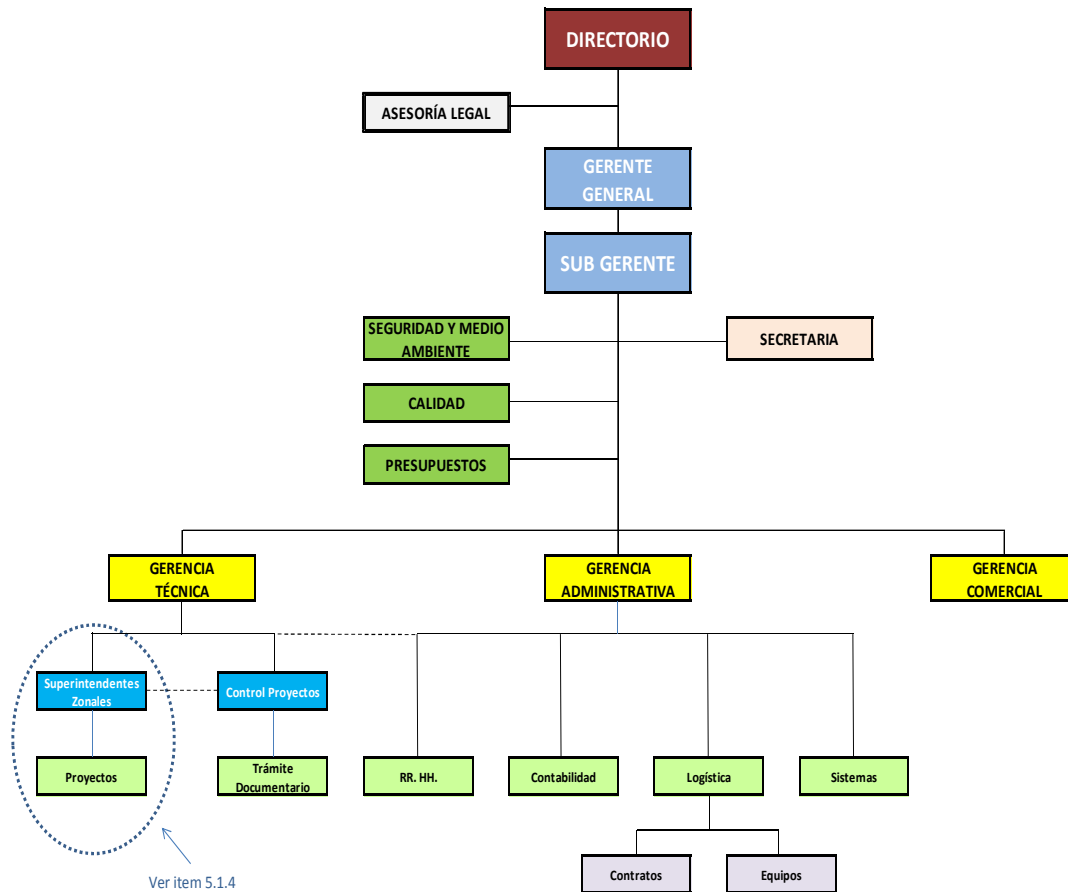 DIRECTORIO
ASESORÍA LEGAL
GERENTE
GENERAL
SUB GERENTE
SEGURIDAD Y MEDIO
AMBIENTE
SECRETARIA
CALIDAD
PRESUPUESTOS
GERENCIA
TÉCNICA
GERENCIA
ADMINISTRATIVA
GERENCIA
COMERCIAL
Superintendentes
Zonales
Control Proyectos
Proyectos
Trámite
Documentario
RR. HH.
Contabilidad
Logística
Sistemas
Contratos
Equipos
Ver item 5.1.4